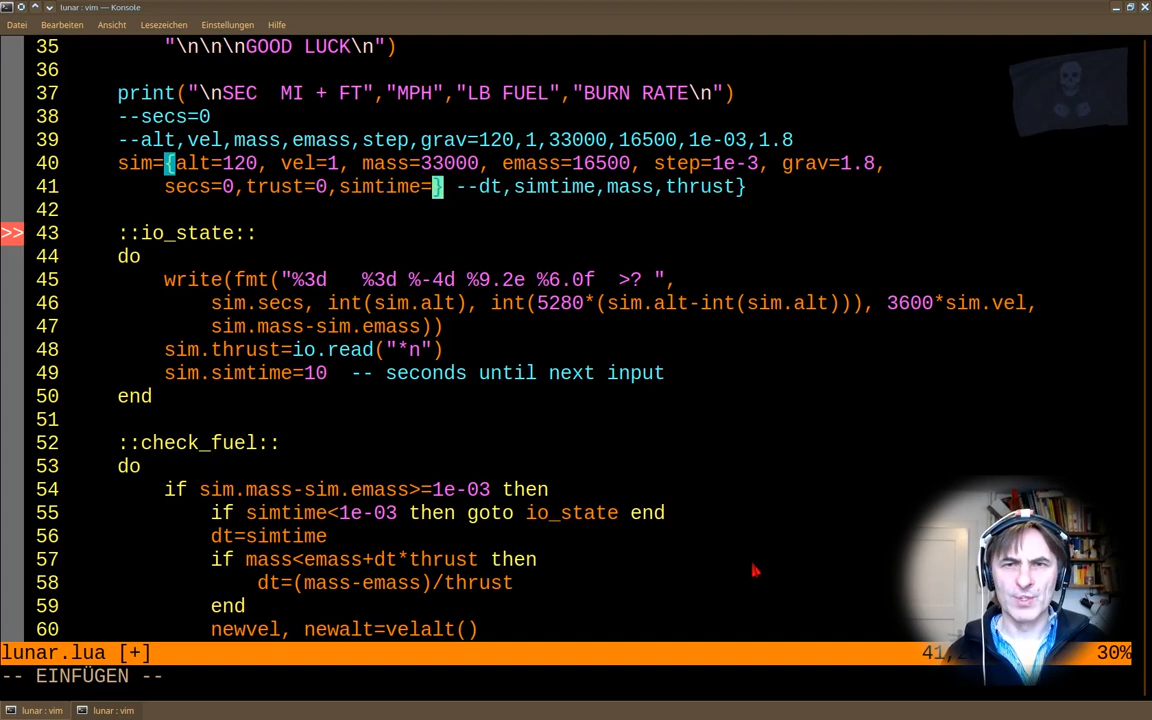 lunar : vim — Konsole
Datei Bearbeiten Ansicht Lesezeichen Einstellungen Hilfe
35 "\n\n\nGOOD LUCK\n")
36
37 print("\nSEC  MI + FT","MPH","LB FUEL","BURN RATE\n")
38 --secs=0
39 --alt,vel,mass,emass,step,grav=120,1,33000,16500,1e-03,1.8
40 sim={alt=120, vel=1, mass=33000, emass=16500, step=1e-3, grav=1.8,
41 secs=0,trust=0,simtime=} --dt,simtime,mass,thrust}
42
>> 43 ::io_state::
44 do
45 write(fmt("%3d   %3d %-4d %9.2e %6.0f  >? ",
46 sim.secs, int(sim.alt), int(5280*(sim.alt-int(sim.alt))), 3600*sim.vel,
47 sim.mass-sim.emass))
48 sim.thrust=io.read("*n")
49 sim.simtime=10  -- seconds until next input
50 end
51
52 ::check_fuel::
53 do
54 if sim.mass-sim.emass>=1e-03 then
55 if simtime<1e-03 then goto io_state end
56 dt=simtime
57 if mass<emass+dt*thrust then
58 dt=(mass-emass)/thrust
59 end
60 newvel, newalt=velalt()
lunar.lua [+] 41,2 30%
-- EINFÜGEN --
lunar : vim lunar : vim